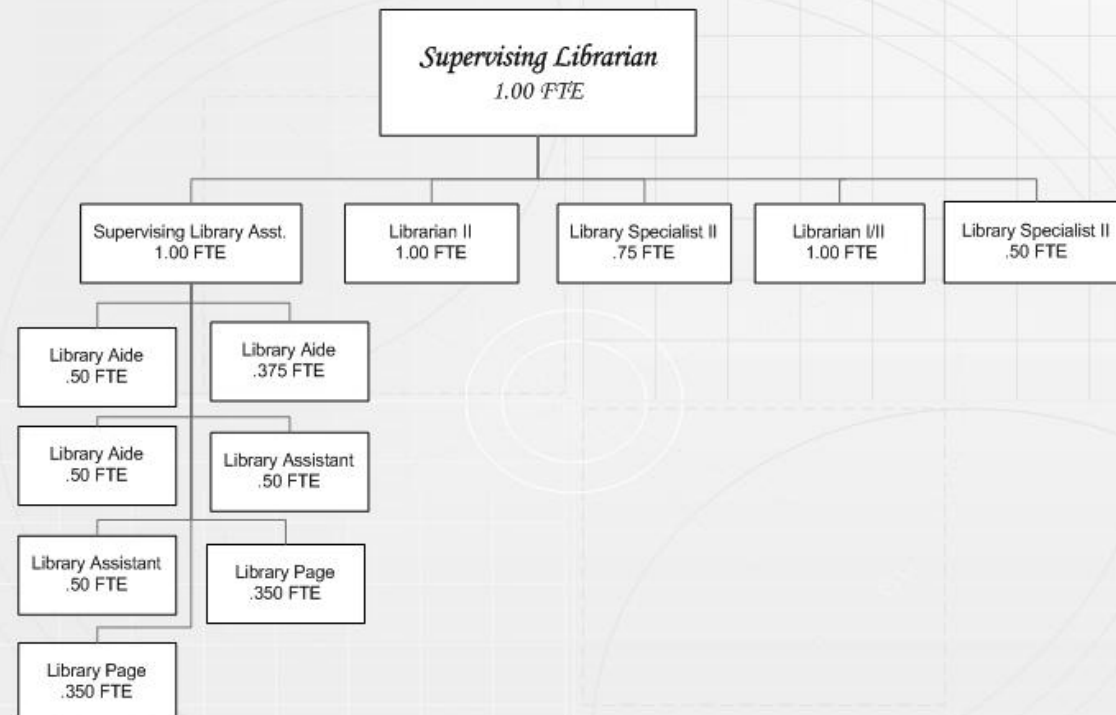 Supervising Librarian
1.00 FTE
Supervising Library Asst.
1.00 FTE
Librarian II
1.00 FTE
Library Specialist II
.75 FTE
Librarian I/II
1.00 FTE
Library Specialist II
.50 FTE
Library Aide
.50 FTE
Library Aide
.375 FTE
Library Aide
.50 FTE
Library Assistant
.50 FTE
Library Assistant
.50 FTE
Library Page
.350 FTE
Library Page
.350 FTE